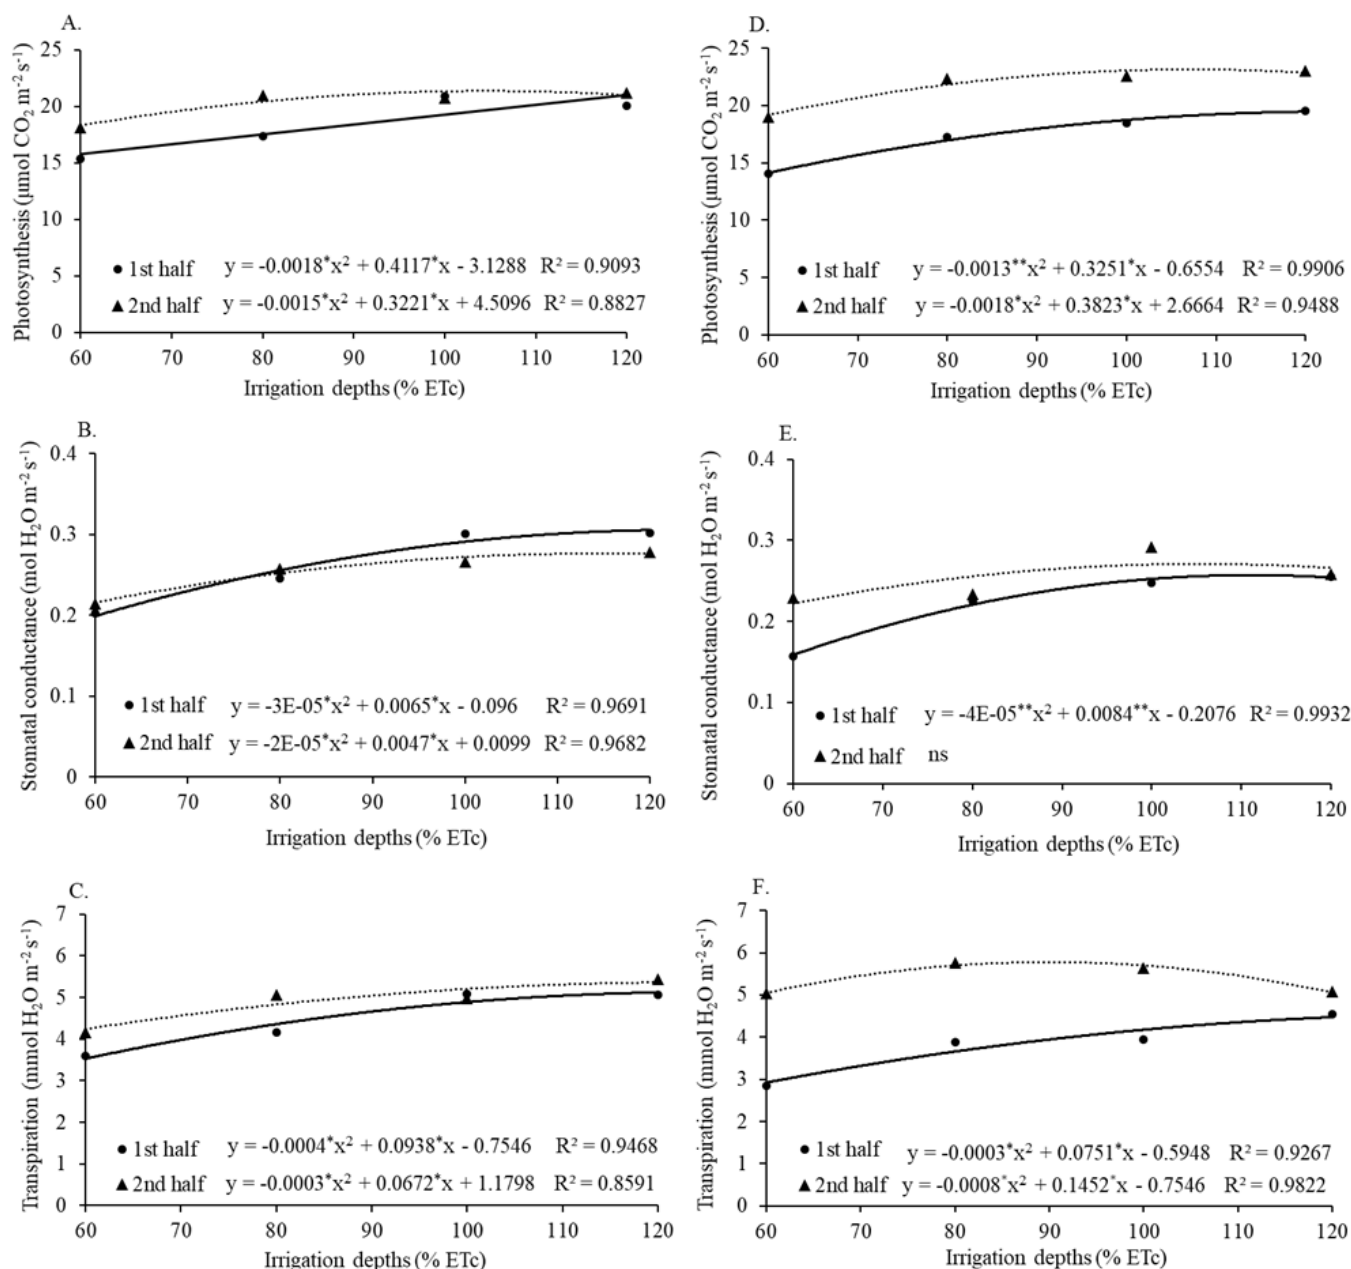 A.
Photosynthesis (µmol CO₂ m⁻² s⁻¹)
25
20
15
10
5
0
1st half y = -0.0018*x² + 0.4117*x - 3.1288 R² = 0.9093
2nd half y = -0.0015*x² + 0.3221*x + 4.5096 R² = 0.8827
60 70 80 90 100 110 120
Irrigation depths (% ETc)
D.
Photosynthesis (µmol CO₂ m⁻² s⁻¹)
25
20
15
10
5
0
1st half y = -0.0013**x² + 0.3251*x - 0.6554 R² = 0.9906
2nd half y = -0.0018*x² + 0.3823*x + 2.6664 R² = 0.9488
60 70 80 90 100 110 120
Irrigation depths (% ETc)
B.
Stomatal conductance (mol H₂O m⁻² s⁻¹)
0.4
0.3
0.2
0.1
0
1st half y = -3E-05*x² + 0.0065*x - 0.096 R² = 0.9691
2nd half y = -2E-05*x² + 0.0047*x + 0.0099 R² = 0.9682
60 70 80 90 100 110 120
Irrigation depths (% ETc)
E.
Stomatal conductance (mol H₂O m⁻² s⁻¹)
0.4
0.3
0.2
0.1
0
1st half y = -4E-05**x² + 0.0084**x - 0.2076 R² = 0.9932
2nd half ns
60 70 80 90 100 110 120
Irrigation depths (% ETc)
C.
Transpiration (mmol H₂O m⁻² s⁻¹)
7
6
5
4
3
2
1
0
1st half y = -0.0004*x² + 0.0938*x - 0.7546 R² = 0.9468
2nd half y = -0.0003*x² + 0.0672*x + 1.1798 R² = 0.8591
60 70 80 90 100 110 120
Irrigation depths (% ETc)
F.
Transpiration (mmol H₂O m⁻² s⁻¹)
7
6
5
4
3
2
1
0
1st half y = -0.0003*x² + 0.0751*x - 0.5948 R² = 0.9267
2nd half y = -0.0008*x² + 0.1452*x - 0.7546 R² = 0.9822
60 70 80 90 100 110 120
Irrigation depths (% ETc)